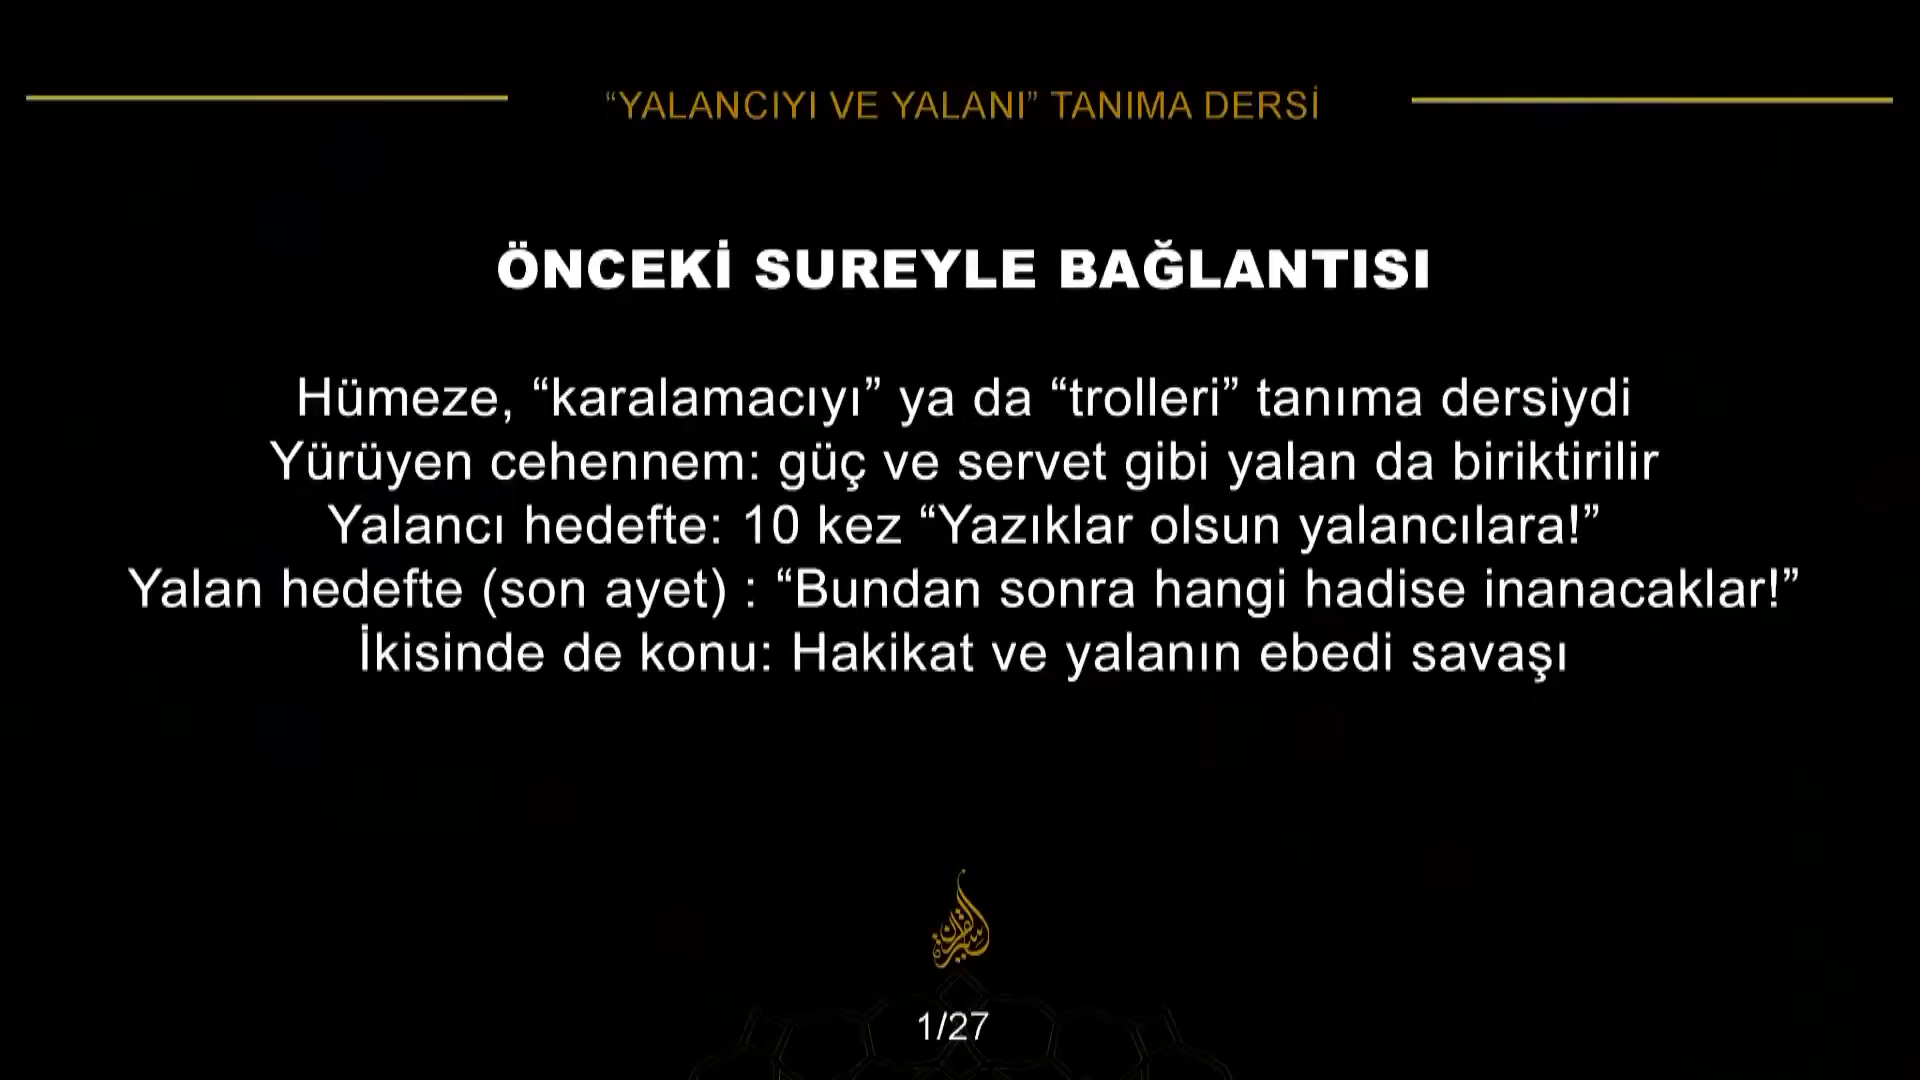 “YALANCIYI VE YALANI” TANIMA DERSİ
ÖNCEKİ SUREYLE BAĞLANTISI
Hümeze, “karalamacıyı” ya da “trolleri” tanıma dersiydi
Yürüyen cehennem: güç ve servet gibi yalan da biriktirilir
Yalancı hedefte: 10 kez “Yazıklar olsun yalancılara!”
Yalan hedefte (son ayet) : “Bundan sonra hangi hadise inanacaklar!”
İkisinde de konu: Hakikat ve yalanın ebedi savaşı
1/27